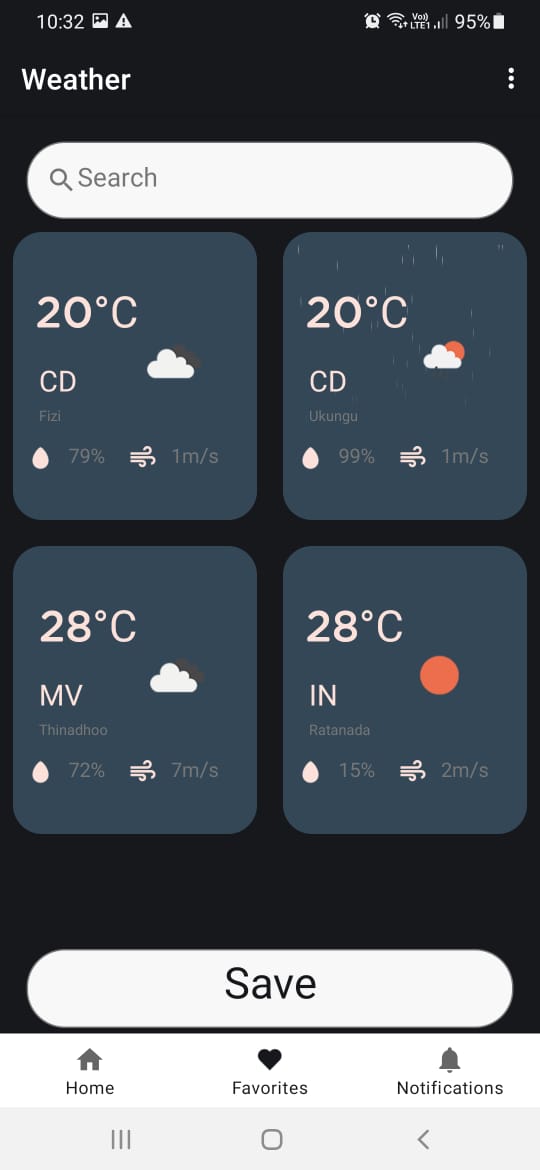 10:32 Vo)) LTE1 95%
Weather
Search
20°C
CD
Fizi
79% 1m/s
20°C
CD
Ukungu
99% 1m/s
28°C
MV
Thinadhoo
72% 7m/s
28°C
IN
Ratanada
15% 2m/s
Save
Home Favorites Notifications